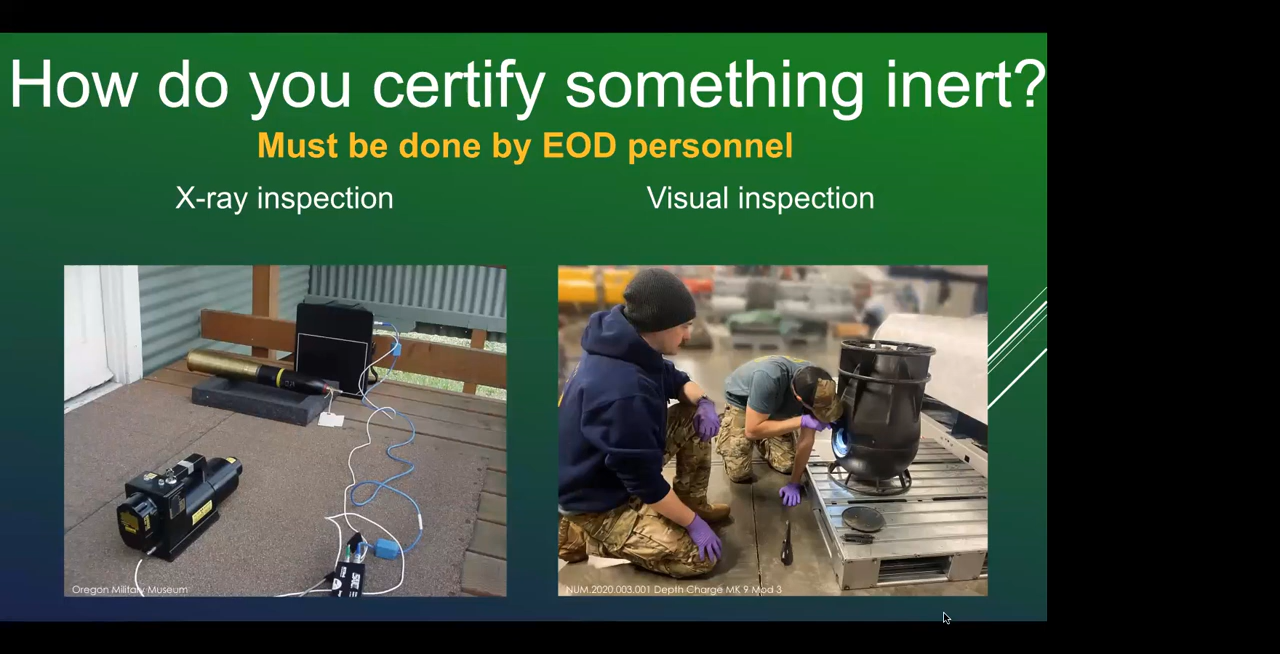 How do you certify something inert?
Must be done by EOD personnel
X-ray inspection
Visual inspection
Oregon Military Museum
NUM.2020.003.001 Depth Charge MK 9 Mod 3